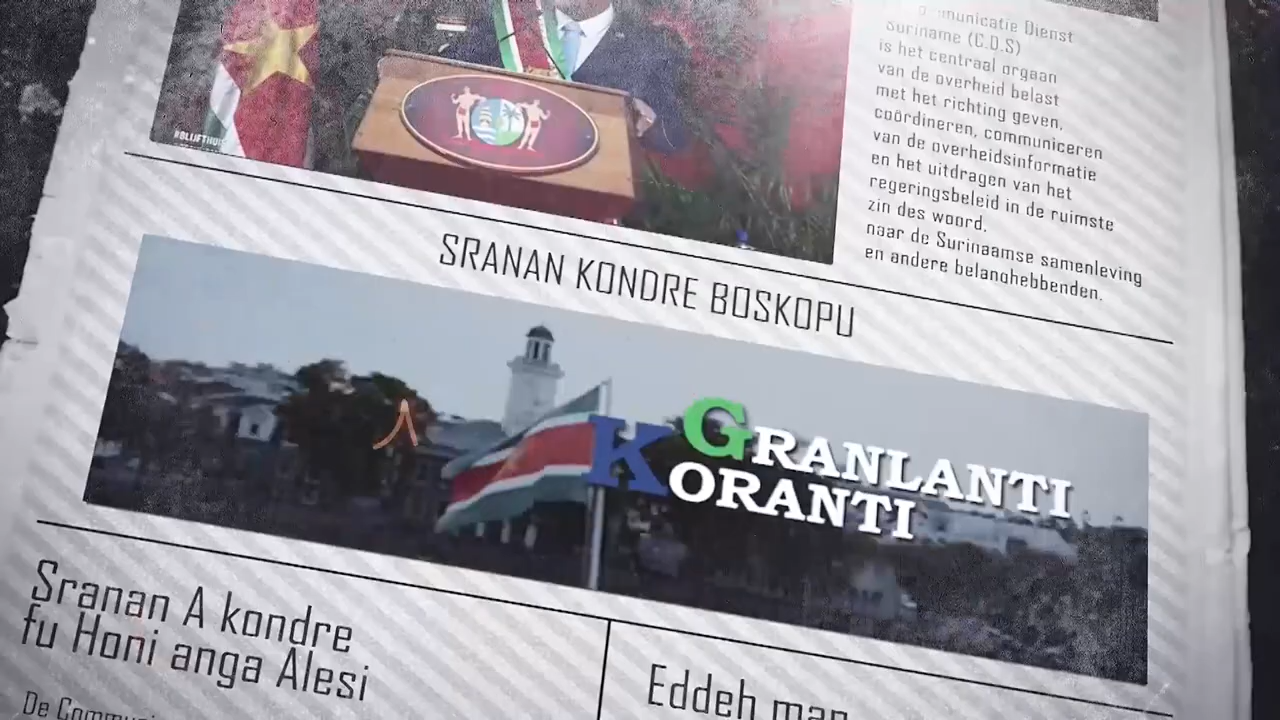 Suriname (C.D.S)
is het centraal orgaan
van de overheid belast
met het richting geven,
coördineren, communiceren
van de overheidsinformatie
en het uitdragen van het
regeringsbeleid in de ruimste
zin des woord.
naar de Surinaamse samenleving
en andere belanghebbenden.
SRANAN KONDRE BOSKOPU
GRANLANTI
KORANTI
Sranan A kondre
fu Honi anga Alesi
Eddeh man